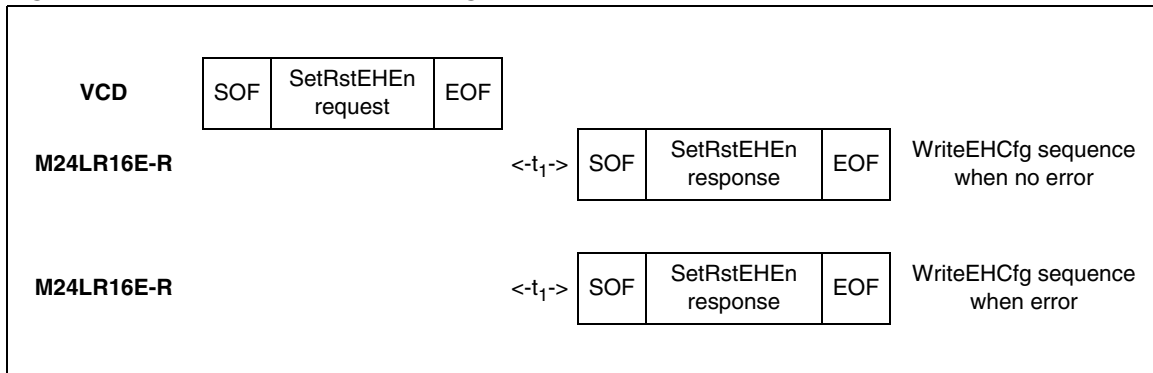 VCD SOF SetRstEHEn request EOF
M24LR16E-R <-t1-> SOF SetRstEHEn response EOF WriteEHCfg sequence when no error
M24LR16E-R <-t1-> SOF SetRstEHEn response EOF WriteEHCfg sequence when error